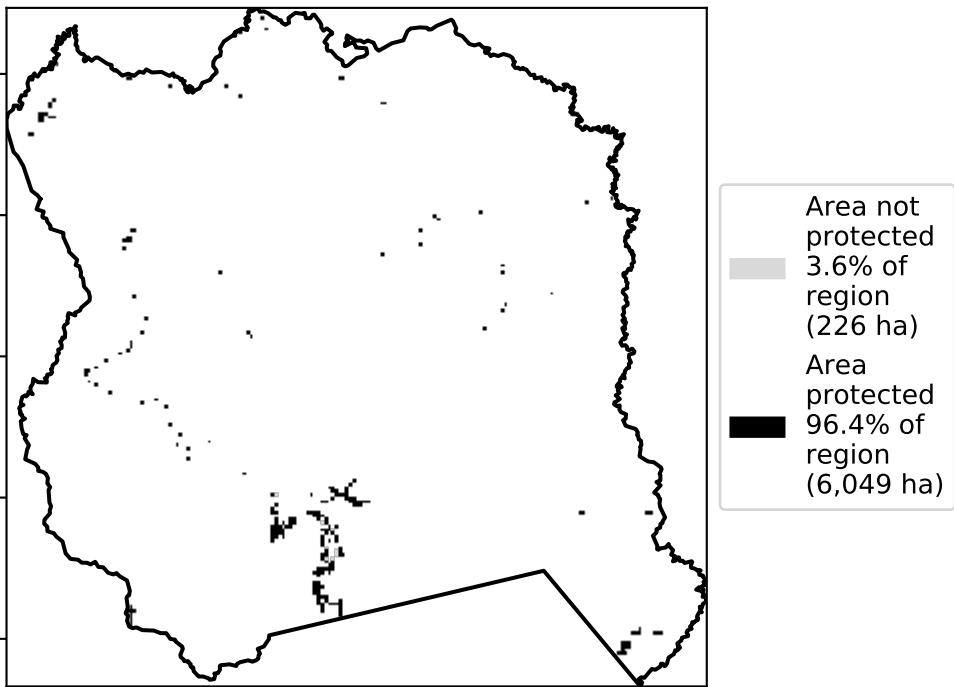 Area not
protected
3.6% of
region
(226 ha)
Area
protected
96.4% of
region
(6,049 ha)